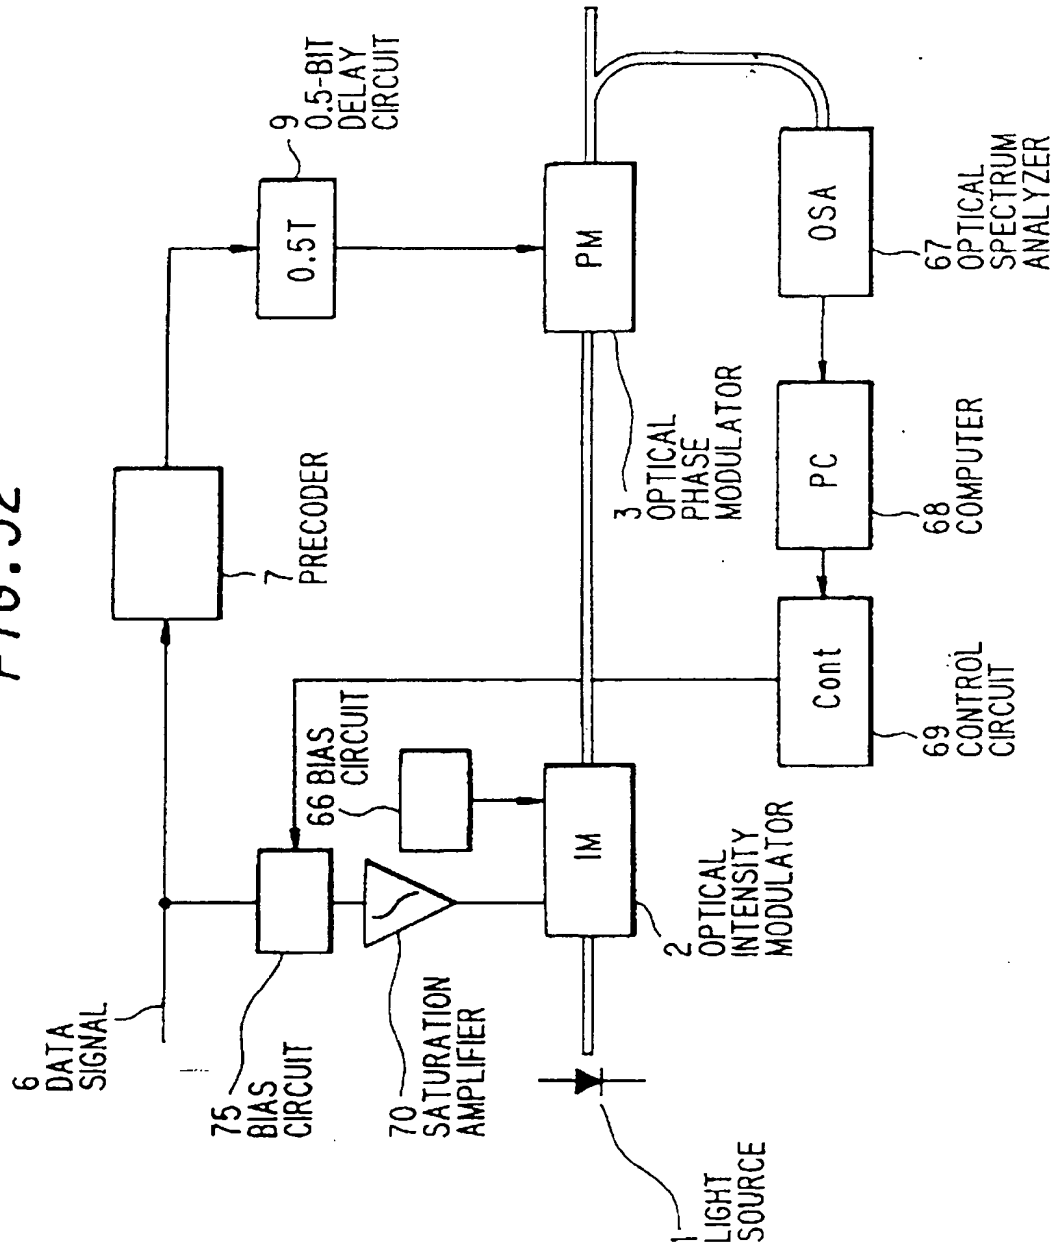 FIG.32
6
DATA
SIGNAL
75
BIAS
CIRCUIT
70
SATURATION
AMPLIFIER
1
LIGHT
SOURCE
66 BIAS
CIRCUIT
IM
2
OPTICAL
INTENSITY
MODULATOR
7
PRECODER
9
0.5-BIT
DELAY
CIRCUIT
0.5T
PM
3
OPTICAL
PHASE
MODULATOR
Cont
69
CONTROL
CIRCUIT
PC
68
COMPUTER
OSA
67
OPTICAL
SPECTRUM
ANALYZER